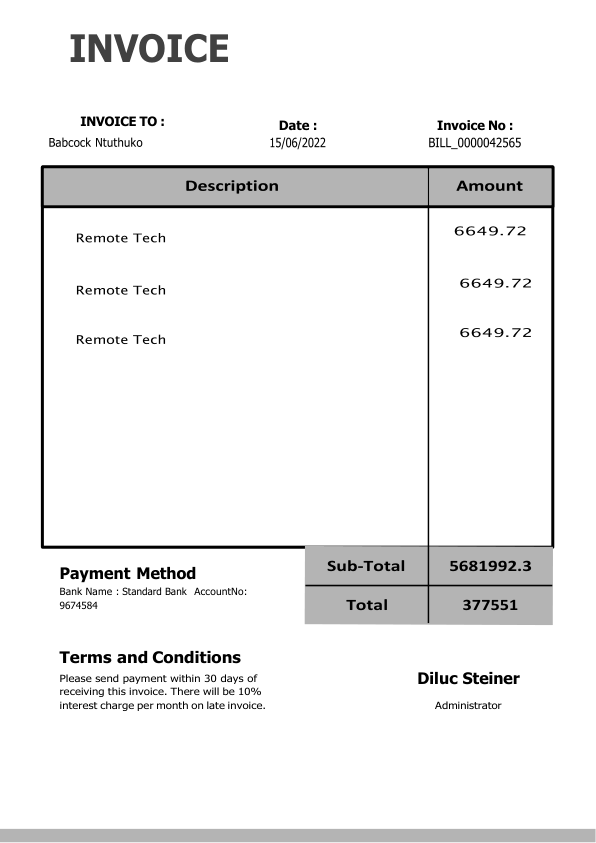 INVOICE
INVOICE TO :
Date :
Invoice No :
Babcock Ntuthuko
15/06/2022
BILL_0000042565
Description
Amount
Remote Tech
6649.72
Remote Tech
6649.72
Remote Tech
6649.72
Sub-Total
5681992.3
Total
377551
Payment Method
Bank Name : Standard Bank AccountNo:
9674584
Terms and Conditions
Please send payment within 30 days of
receiving this invoice. There will be 10%
interest charge per month on late invoice.
Diluc Steiner
Administrator